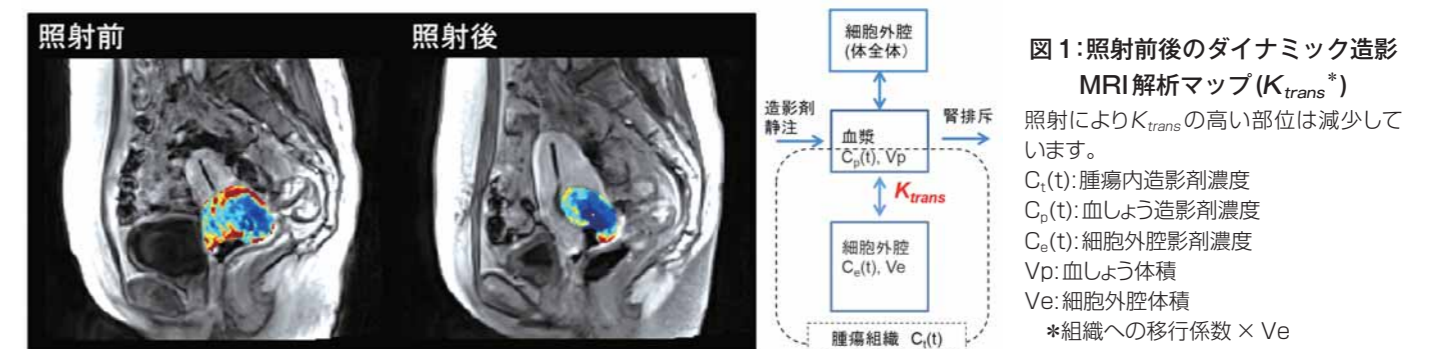 照射前
照射後
細胞外腔
(体全体)
造影剤
静注
腎排斥
血漿
Cp(t), Vp
Ktrans
細胞外腔
Ce(t), Ve
腫瘍組織 Ct(t)
図1:照射前後のダイナミック造影
MRI解析マップ(Ktrans*)
照射によりKtransの高い部位は減少して
います。
Ct(t):腫瘍内造影剤濃度
Cp(t):血しょう造影剤濃度
Ce(t):細胞外腔影剤濃度
Vp:血しょう体積
Ve:細胞外腔体積
*組織への移行係数 × Ve